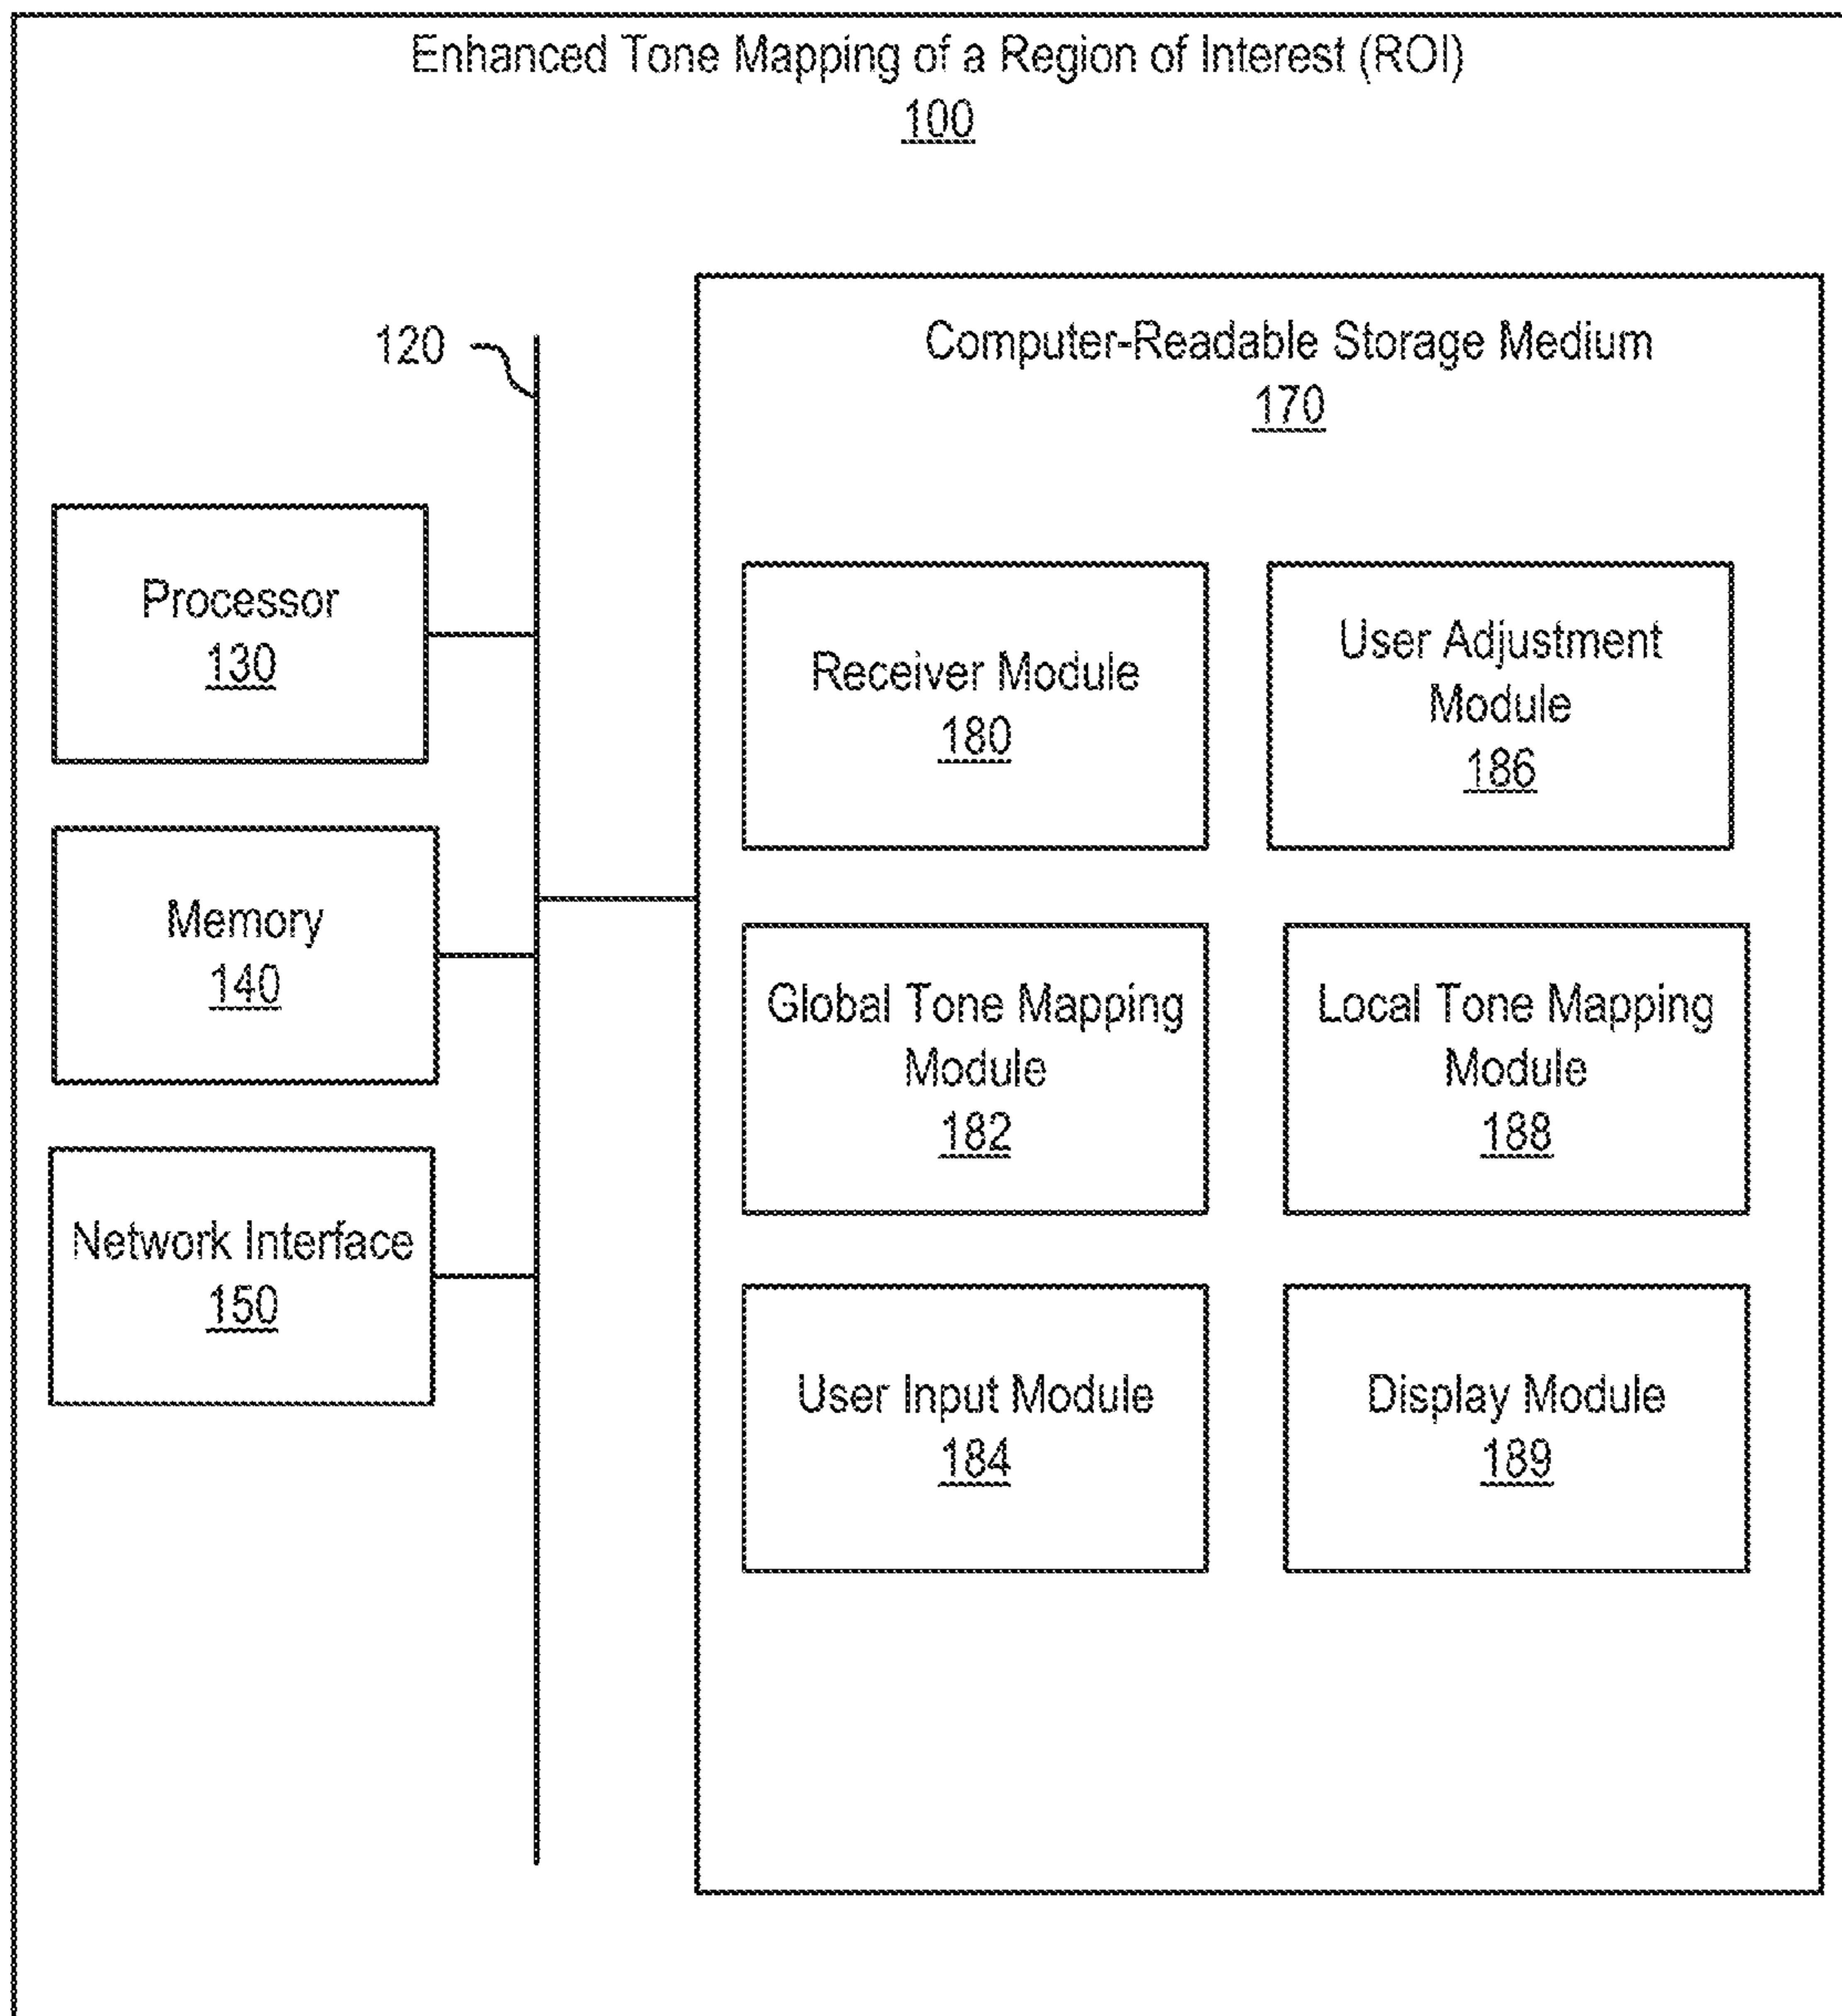 Enhanced Tone Mapping of a Region of Interest (ROI)
100
120
Computer-Readable Storage Medium
170
Processor
130
Memory
140
Network Interface
150
Receiver Module
180
User Adjustment
Module
186
Global Tone Mapping
Module
182
Local Tone Mapping
Module
188
User Input Module
184
Display Module
189